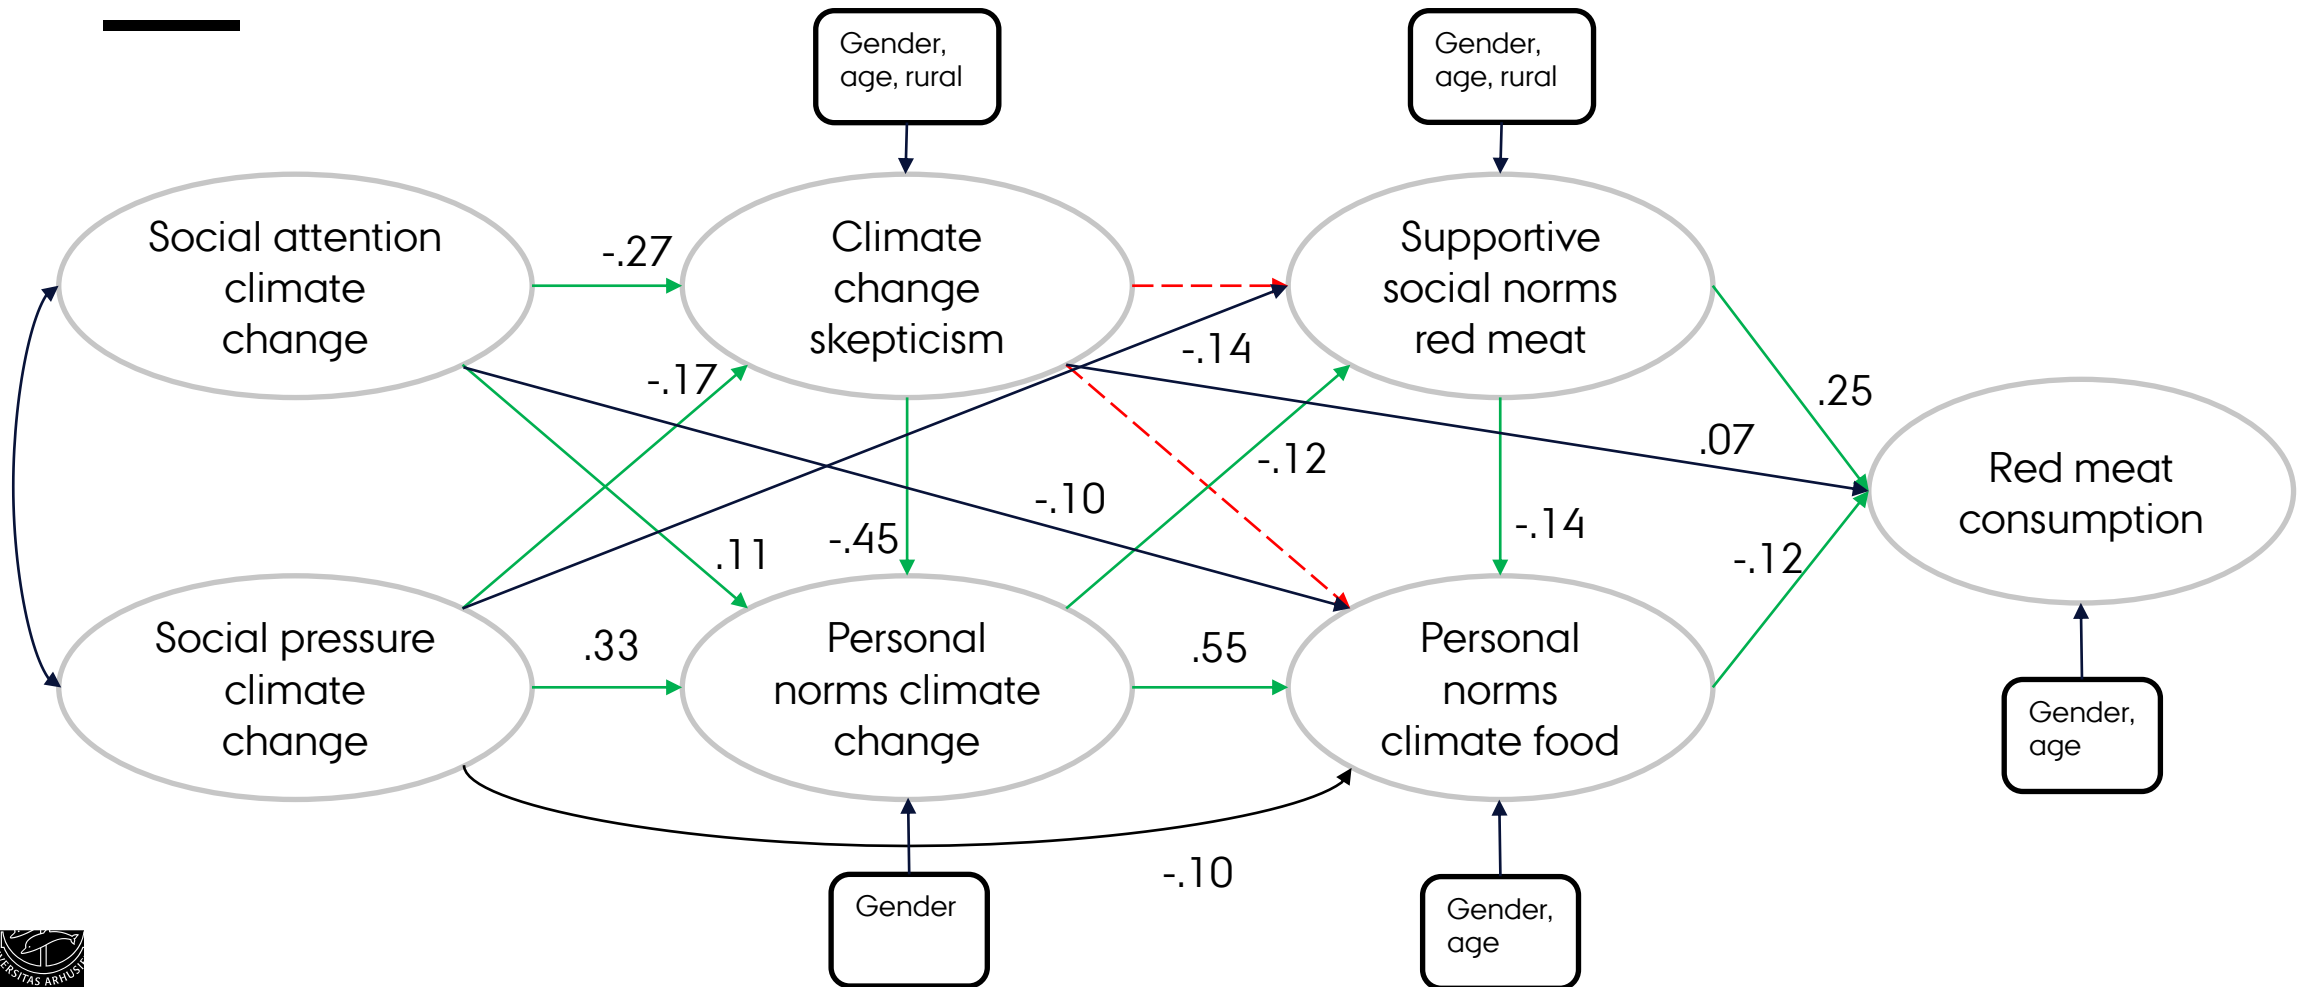 Gender,
age, rural
Gender,
age, rural
Social attention
climate
change
-.27
Climate
change
skepticism
Supportive
social norms
red meat
-.17
-.14
.25
.07
-.12
-.10
Red meat
consumption
.11
-.45
-.14
-.12
Social pressure
climate
change
.33
Personal
norms climate
change
.55
Personal
norms
climate food
Gender,
age
-.10
Gender
Gender,
age